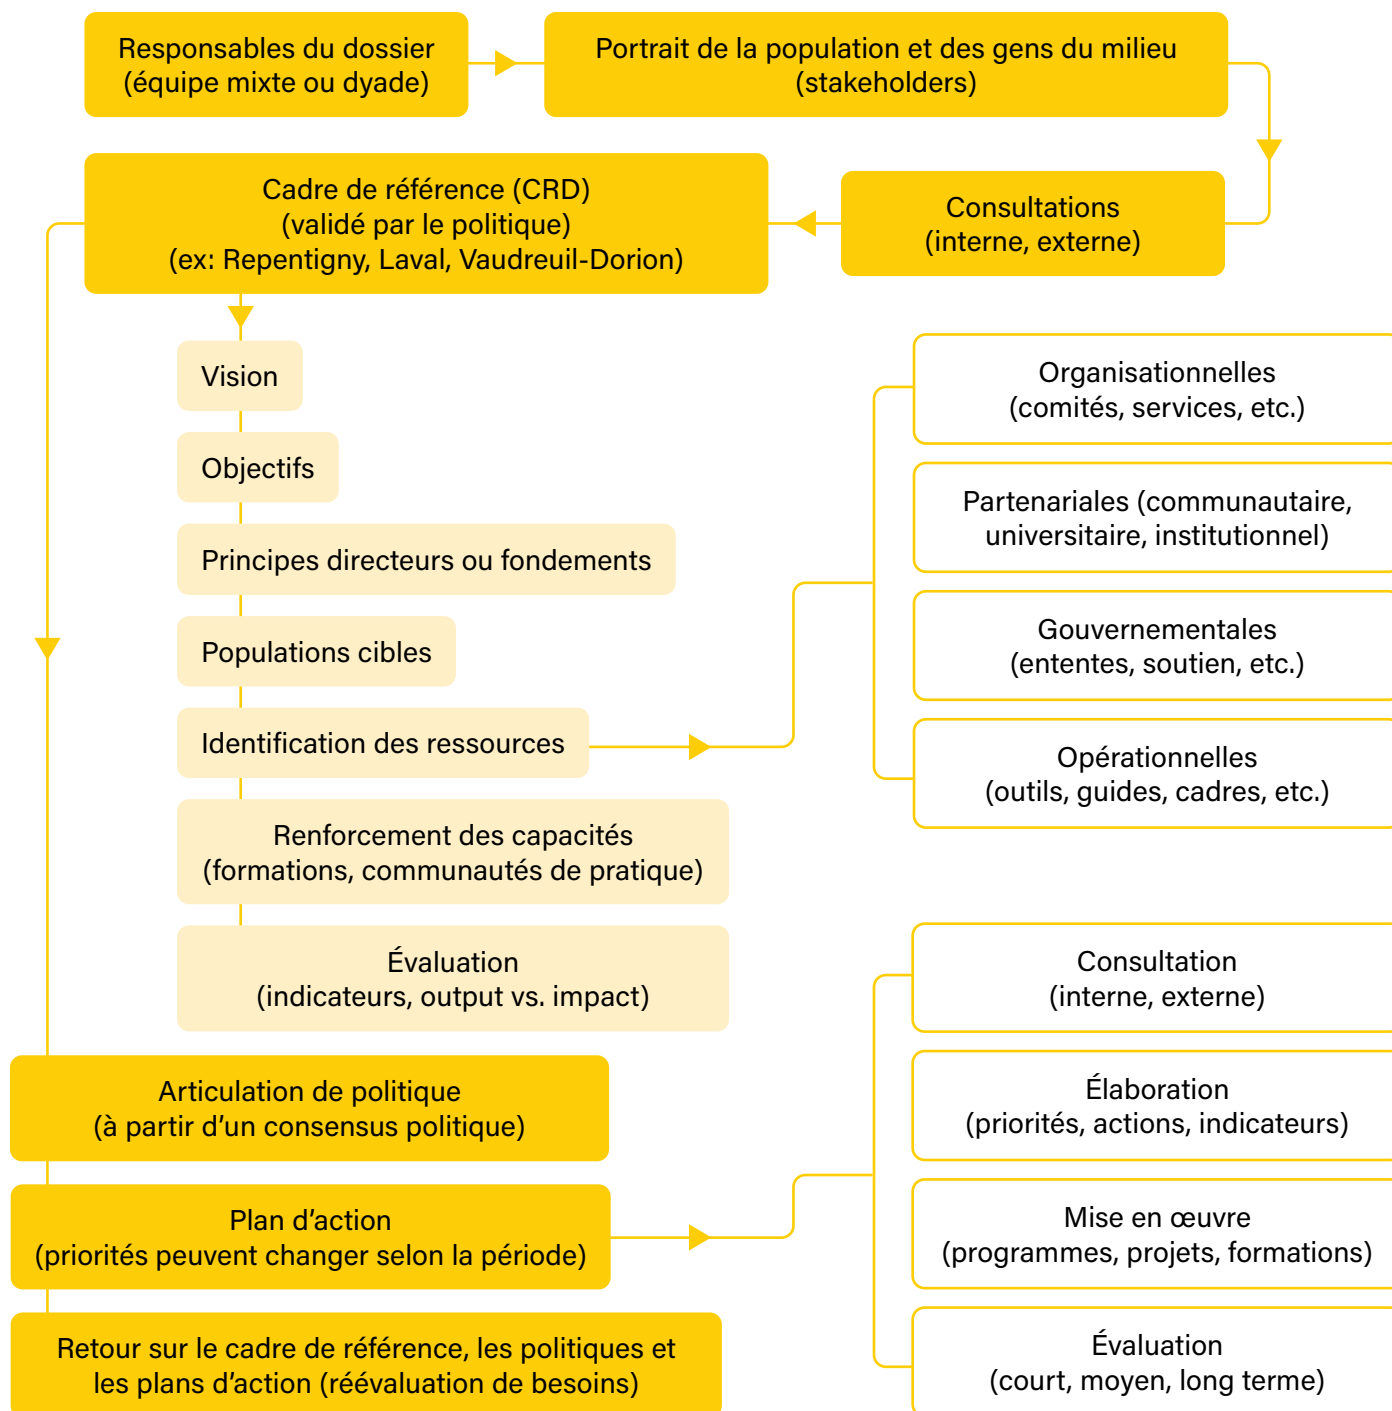 Responsables du dossier
(équipe mixte ou dyade)
Portrait de la population et des gens du milieu
(stakeholders)
Cadre de référence (CRD)
(validé par le politique)
(ex: Repentigny, Laval, Vaudreuil-Dorion)
Consultations
(interne, externe)
Vision
Objectifs
Principes directeurs ou fondements
Populations cibles
Identification des ressources
Renforcement des capacités
(formations, communautés de pratique)
Évaluation
(indicateurs, output vs. impact)
Organisationnelles
(comités, services, etc.)
Partenariales (communautaire,
universitaire, institutionnel)
Gouvernementales
(ententes, soutien, etc.)
Opérationnelles
(outils, guides, cadres, etc.)
Articulation de politique
(à partir d’un consensus politique)
Plan d’action
(priorités peuvent changer selon la période)
Retour sur le cadre de référence, les politiques et
les plans d’action (réévaluation de besoins)
Consultation
(interne, externe)
Élaboration
(priorités, actions, indicateurs)
Mise en œuvre
(programmes, projets, formations)
Évaluation
(court, moyen, long terme)